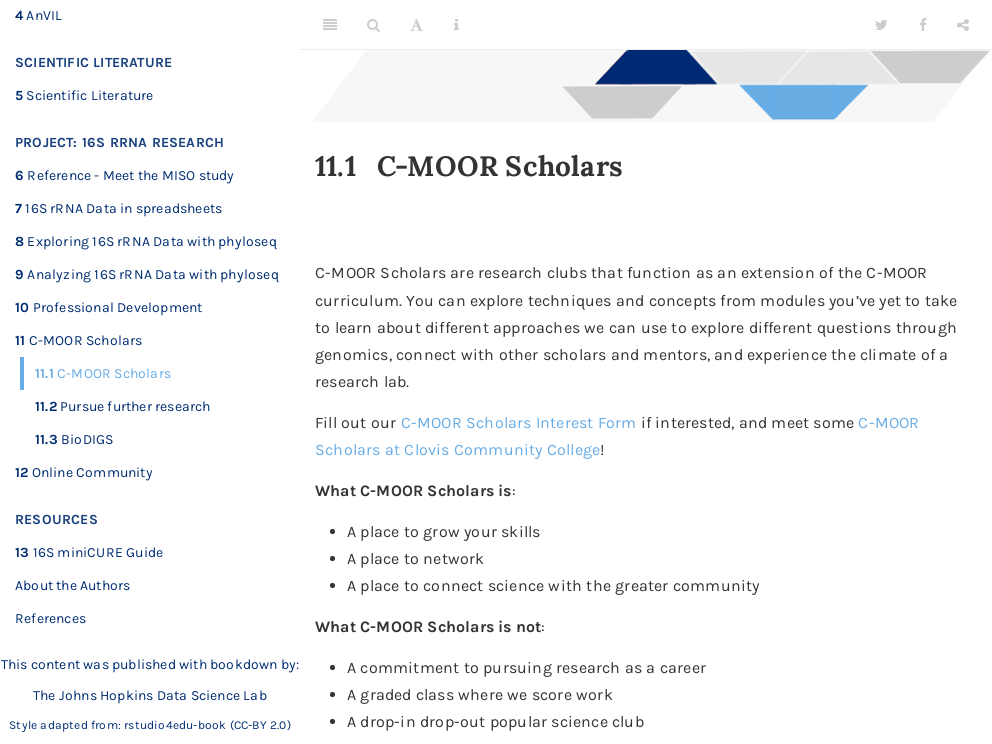 4 AnVIL
SCIENTIFIC LITERATURE
5 Scientific Literature
PROJECT: 16S RRNA RESEARCH
6 Reference - Meet the MISO study
7 16S rRNA Data in spreadsheets
8 Exploring 16S rRNA Data with phyloseq
9 Analyzing 16S rRNA Data with phyloseq
10 Professional Development
11 C-MOOR Scholars
11.1 C-MOOR Scholars
11.2 Pursue further research
11.3 BioDIGS
12 Online Community
RESOURCES
13 16S miniCURE Guide
About the Authors
References
This content was published with bookdown by:
The Johns Hopkins Data Science Lab
Style adapted from: rstudio4edu-book (CC-BY 2.0)
11.1 C-MOOR Scholars
C-MOOR Scholars are research clubs that function as an extension of the C-MOOR
curriculum. You can explore techniques and concepts from modules you've yet to take
to learn about different approaches we can use to explore different questions through
genomics, connect with other scholars and mentors, and experience the climate of a
research lab.
Fill out our C-MOOR Scholars Interest Form if interested, and meet some C-MOOR
Scholars at Clovis Community College!
What C-MOOR Scholars is:
• A place to grow your skills
• A place to network
• A place to connect science with the greater community
What C-MOOR Scholars is not:
• A commitment to pursuing research as a career
• A graded class where we score work
• A drop-in drop-out popular science club